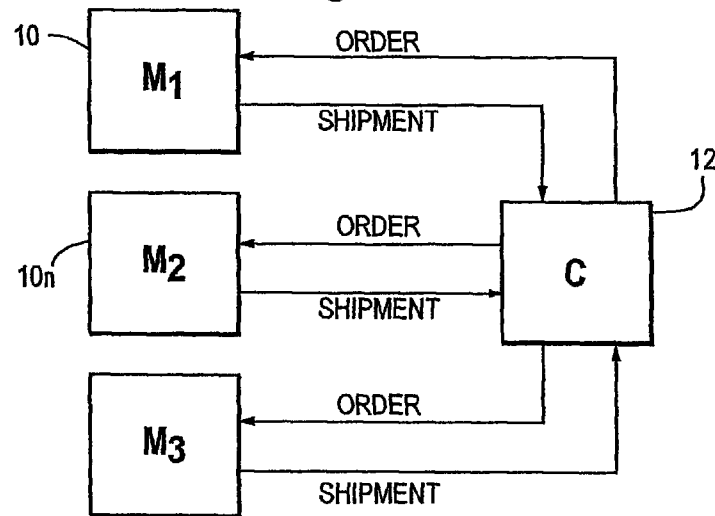 10
M1
ORDER
SHIPMENT
12
10n
M2
ORDER
SHIPMENT
C
M3
ORDER
SHIPMENT